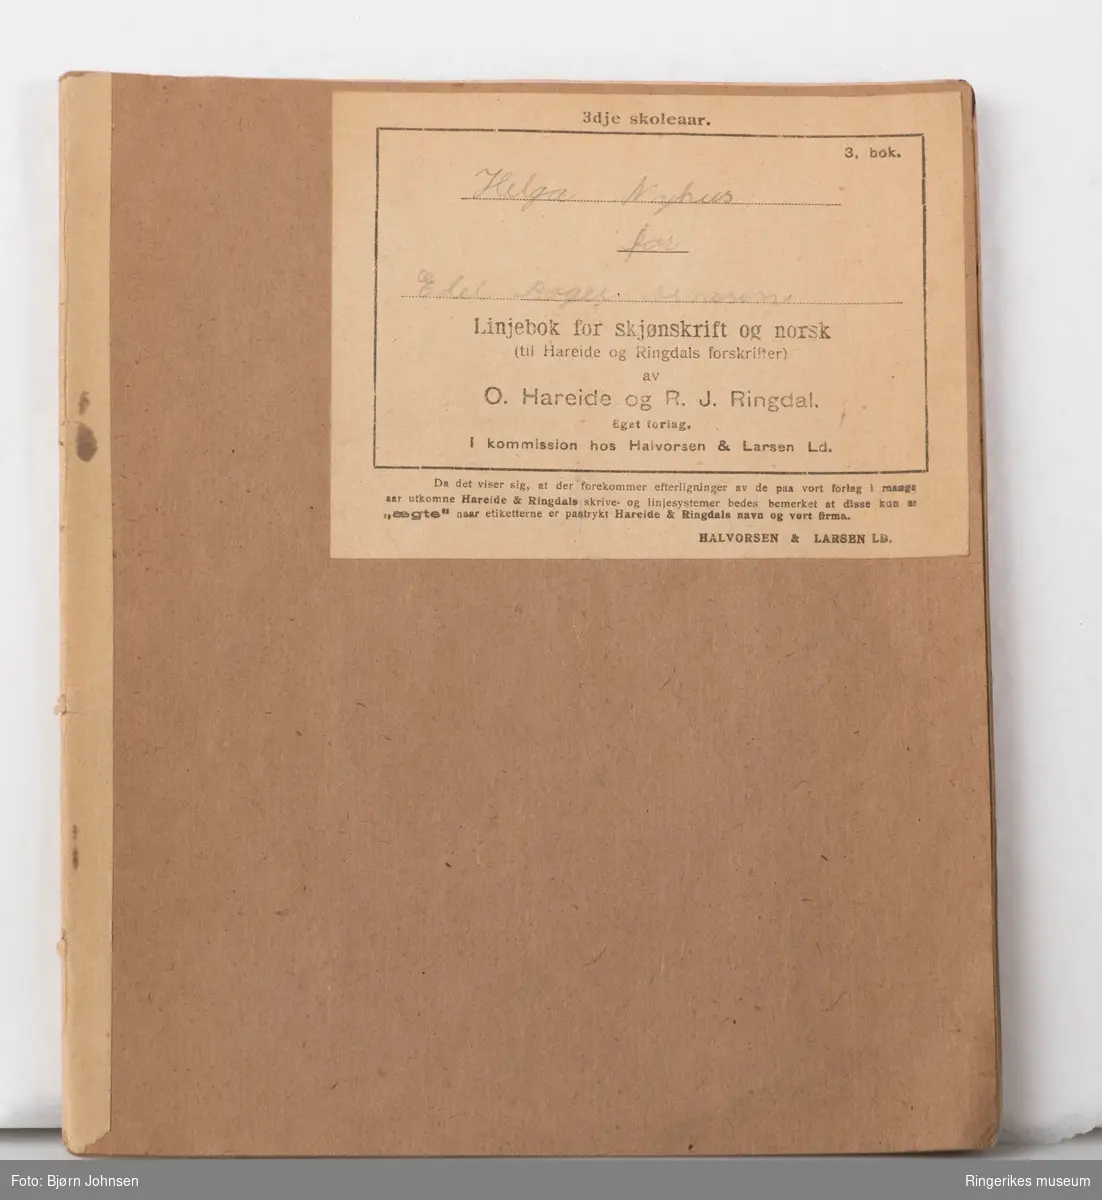 3dje skoleaar.
3. bok.
Helga Nyhus
for
Edel
Linjebok for skjønskrift og norsk
(til Hareide og Ringdals forskrifter)
av
O. Hareide og R. J. Ringdal.
Eget forlag.
I kommission hos Halvorsen & Larsen Ld.
Da det viser sig, at der forekommer efterligninger av de paa vort forlag i mange
aar utkomne Hareide & Ringdals skrive- og linjesystemer bedes bemerket at disse kun er
„ægte" naar etiketterne er paatrykt Hareide & Ringdals navn og vort firma.
HALVORSEN & LARSEN LD.
Foto: Bjørn Johnsen
Ringerikes museum